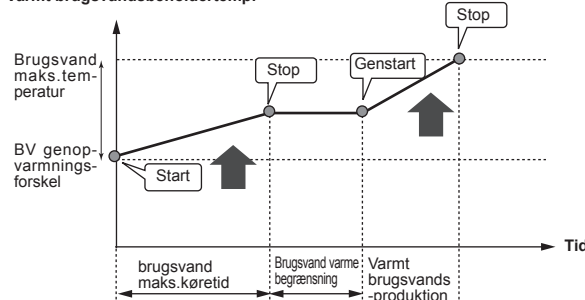 Varmt brugsvandsbeholdertemp.
Stop
Brugsvand
maks.tem-
peratur
Stop
Genstart
BV genop-
varmnings-
forskel
Start
Tid
brugsvand
maks.køretid
Brugsvand varme
begrænsning
Varmt
brugsvands
-produktion